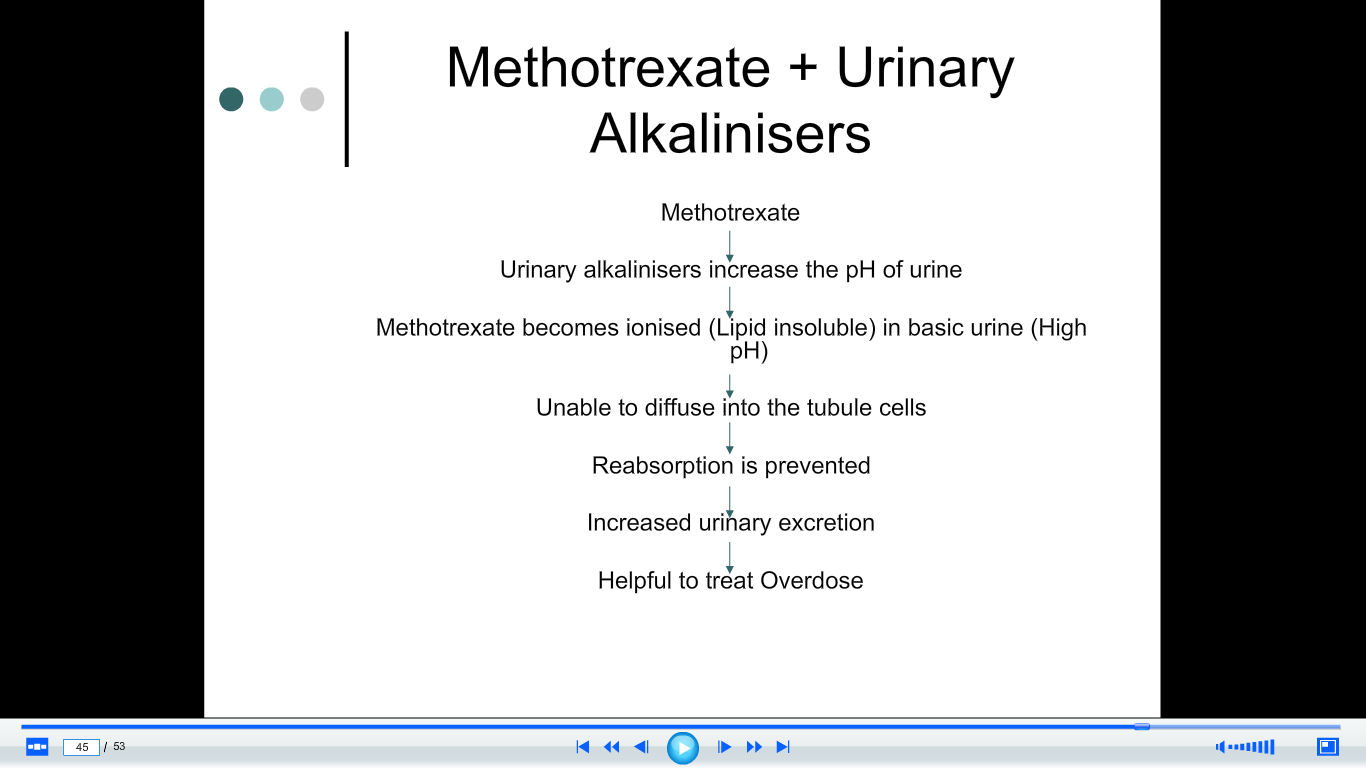 Methotrexate + Urinary
Alkalinisers
Methotrexate
Urinary alkalinisers increase the pH of urine
Methotrexate becomes ionised (Lipid insoluble) in basic urine (High
pH)
Unable to diffuse into the tubule cells
Reabsorption is prevented
Increased urinary excretion
Helpful to treat Overdose
45 / 53